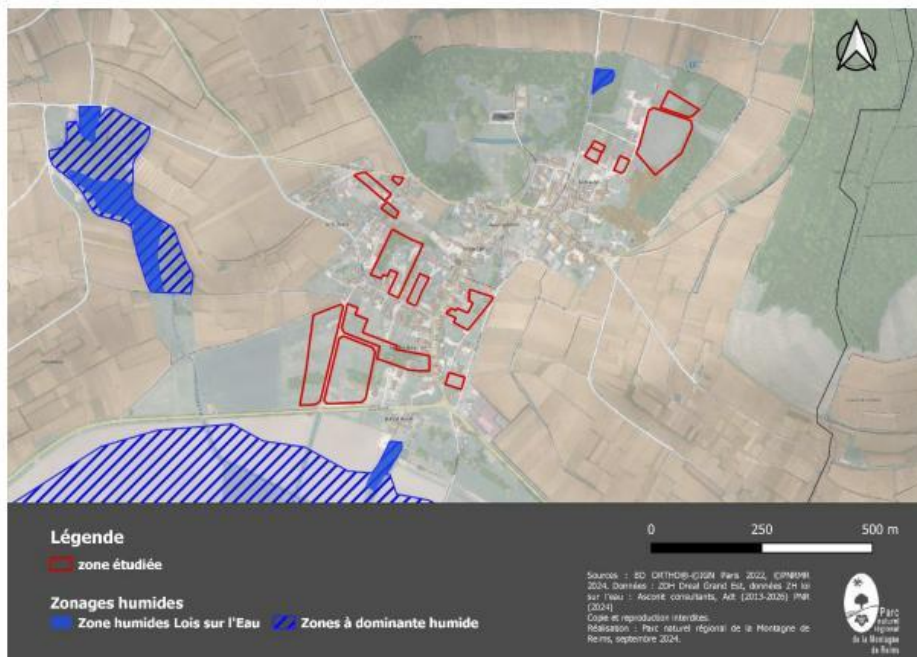 Légende
zone étudiée
Zonages humides
Zone humides Lois sur l'Eau
Zones à dominante humide
0 250 500 m
Sources : BD ORTHO®-©IGN Paris 2022, ©PNRMR
2024. Données : ZDH Dreal Grand Est, données ZH loi
sur l'eau : Asconit consultants, Adt (2013-2026) PNR
(2024)
Copie et reproduction interdites.
Réalisation : Parc naturel régional de la Montagne de
Reims, septembre 2024.
Parc
naturel
régional
de la Montagne
de Reims